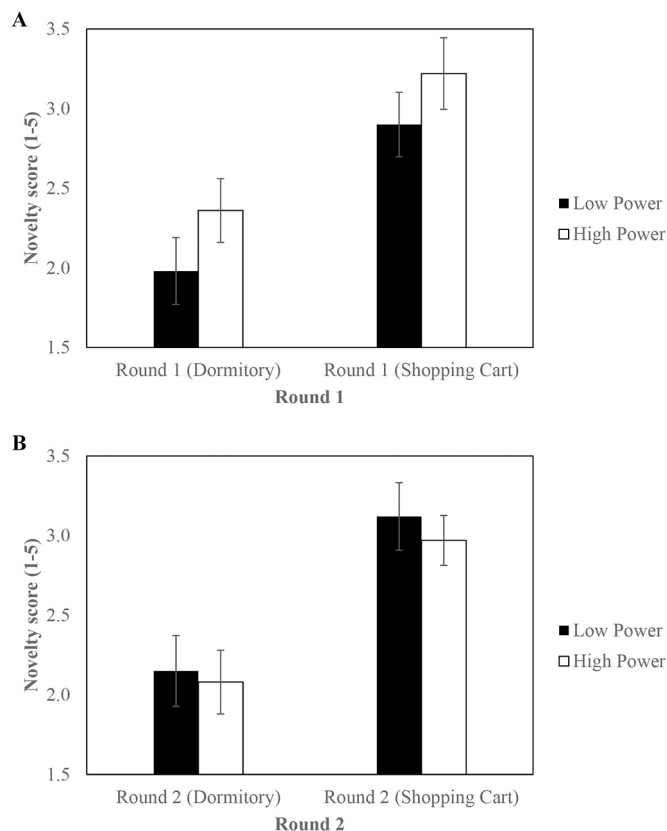 A
3.5
3.0
2.5
2.0
1.5
Novelty score (1-5)
Round 1 (Dormitory) Round 1 (Shopping Cart)
Round 1
Low Power
High Power
B
3.5
3.0
2.5
2.0
1.5
Novelty score (1-5)
Round 2 (Dormitory) Round 2 (Shopping Cart)
Round 2
Low Power
High Power